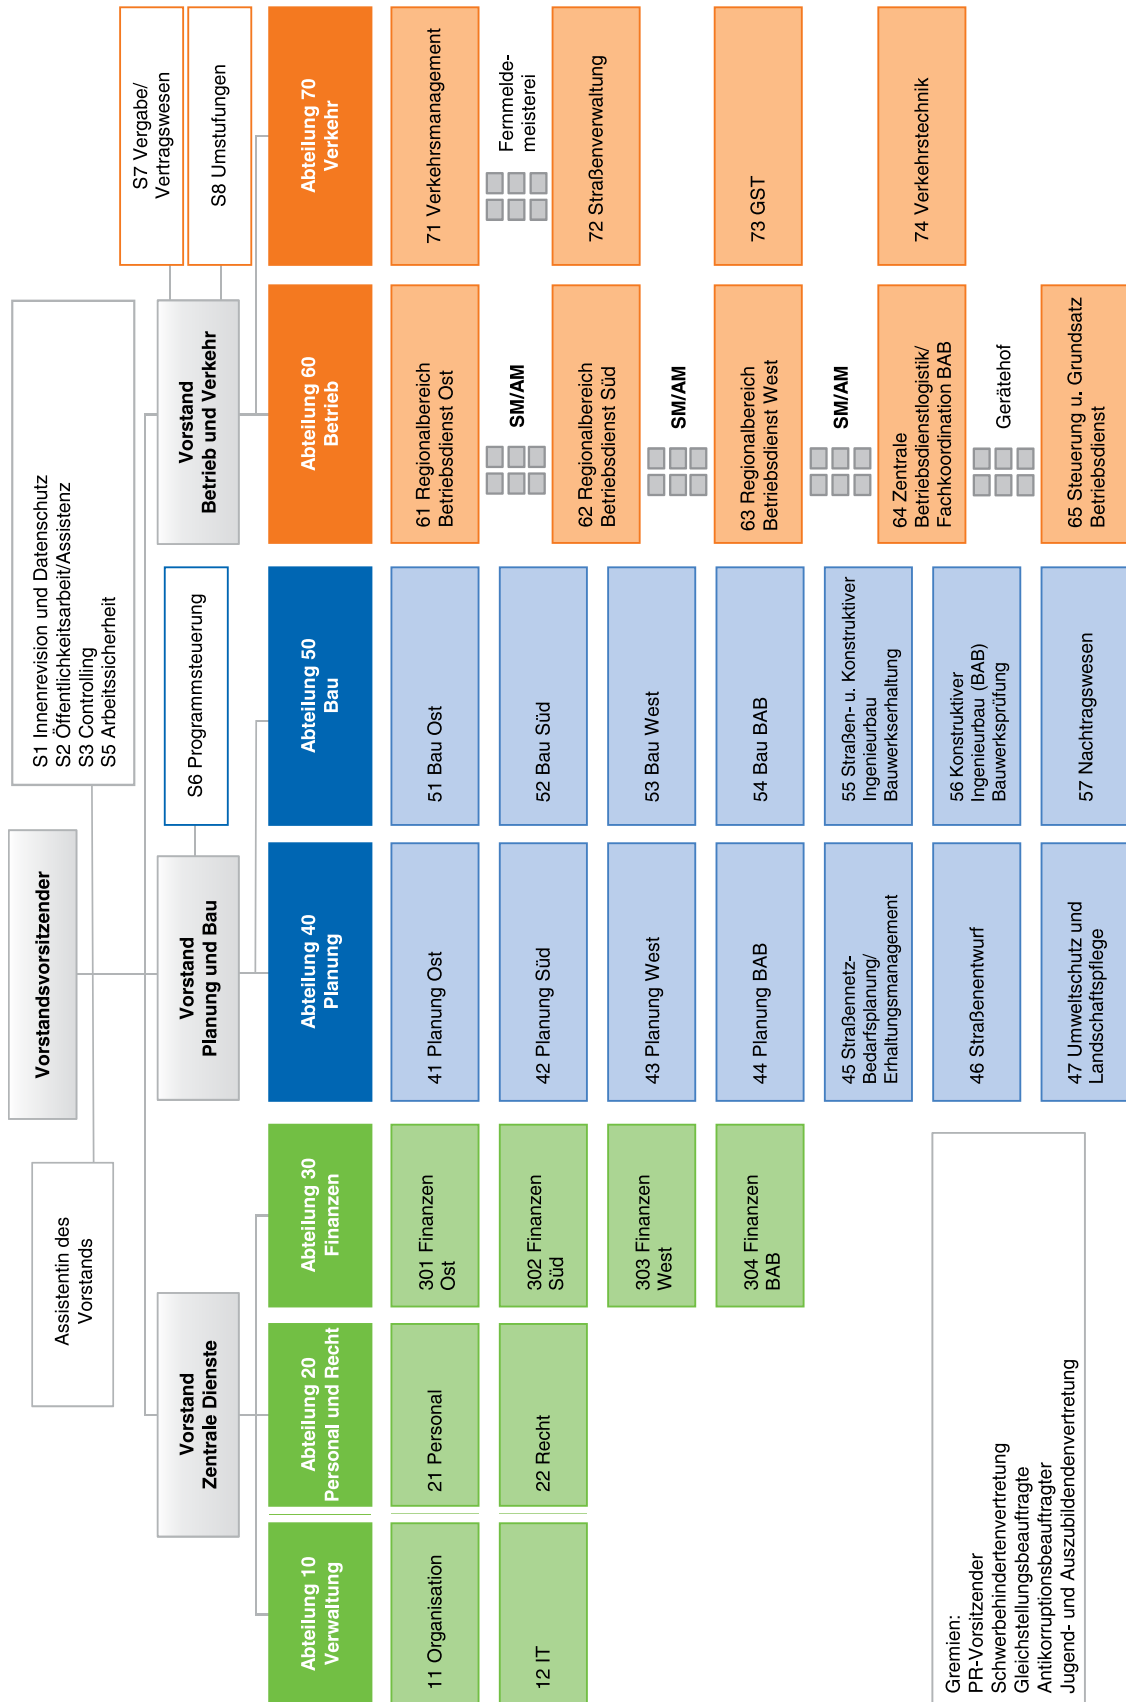 Vorstandsvorsitzender
Assistentin des
Vorstands
S1 Innenrevision und Datenschutz
S2 Öffentlichkeitsarbeit/Assistenz
S3 Controlling
S5 Arbeitssicherheit
Vorstand
Zentrale Dienste
Vorstand
Planung und Bau
S6 Programmsteuerung
Vorstand
Betrieb und Verkehr
S7 Vergabe/
Vertragswesen
S8 Umstufungen
Abteilung 10
Verwaltung
11 Organisation
12 IT
Abteilung 20
Personal und Recht
21 Personal
22 Recht
Abteilung 30
Finanzen
301 Finanzen
Ost
302 Finanzen
Süd
303 Finanzen
West
304 Finanzen
BAB
Abteilung 40
Planung
41 Planung Ost
42 Planung Süd
43 Planung West
44 Planung BAB
45 Straßennetz-
Bedarfsplanung/
Erhaltungsmanagement
46 Straßenentwurf
47 Umweltschutz und
Landschaftspflege
Abteilung 50
Bau
51 Bau Ost
52 Bau Süd
53 Bau West
54 Bau BAB
55 Straßen- u. Konstruktiver
Ingenieurbau
Bauwerkserhaltung
56 Konstruktiver
Ingenieurbau (BAB)
Bauwerksprüfung
57 Nachtragswesen
Abteilung 60
Betrieb
61 Regionalbereich
Betriebsdienst Ost
SM/AM
62 Regionalbereich
Betriebsdienst Süd
SM/AM
63 Regionalbereich
Betriebsdienst West
SM/AM
64 Zentrale
Betriebsdienstlogistik/
Fachkoordination BAB
Gerätehof
65 Steuerung u. Grundsatz
Betriebsdienst
Abteilung 70
Verkehr
71 Verkehrsmanagement
Fernmelde-
meisterei
72 Straßenverwaltung
73 GST
74 Verkehrstechnik
Gremien:
PR-Vorsitzender
Schwerbehindertenvertretung
Gleichstellungsbeauftragte
Antikorruptionsbeauftragter
Jugend- und Auszubildendenvertretung